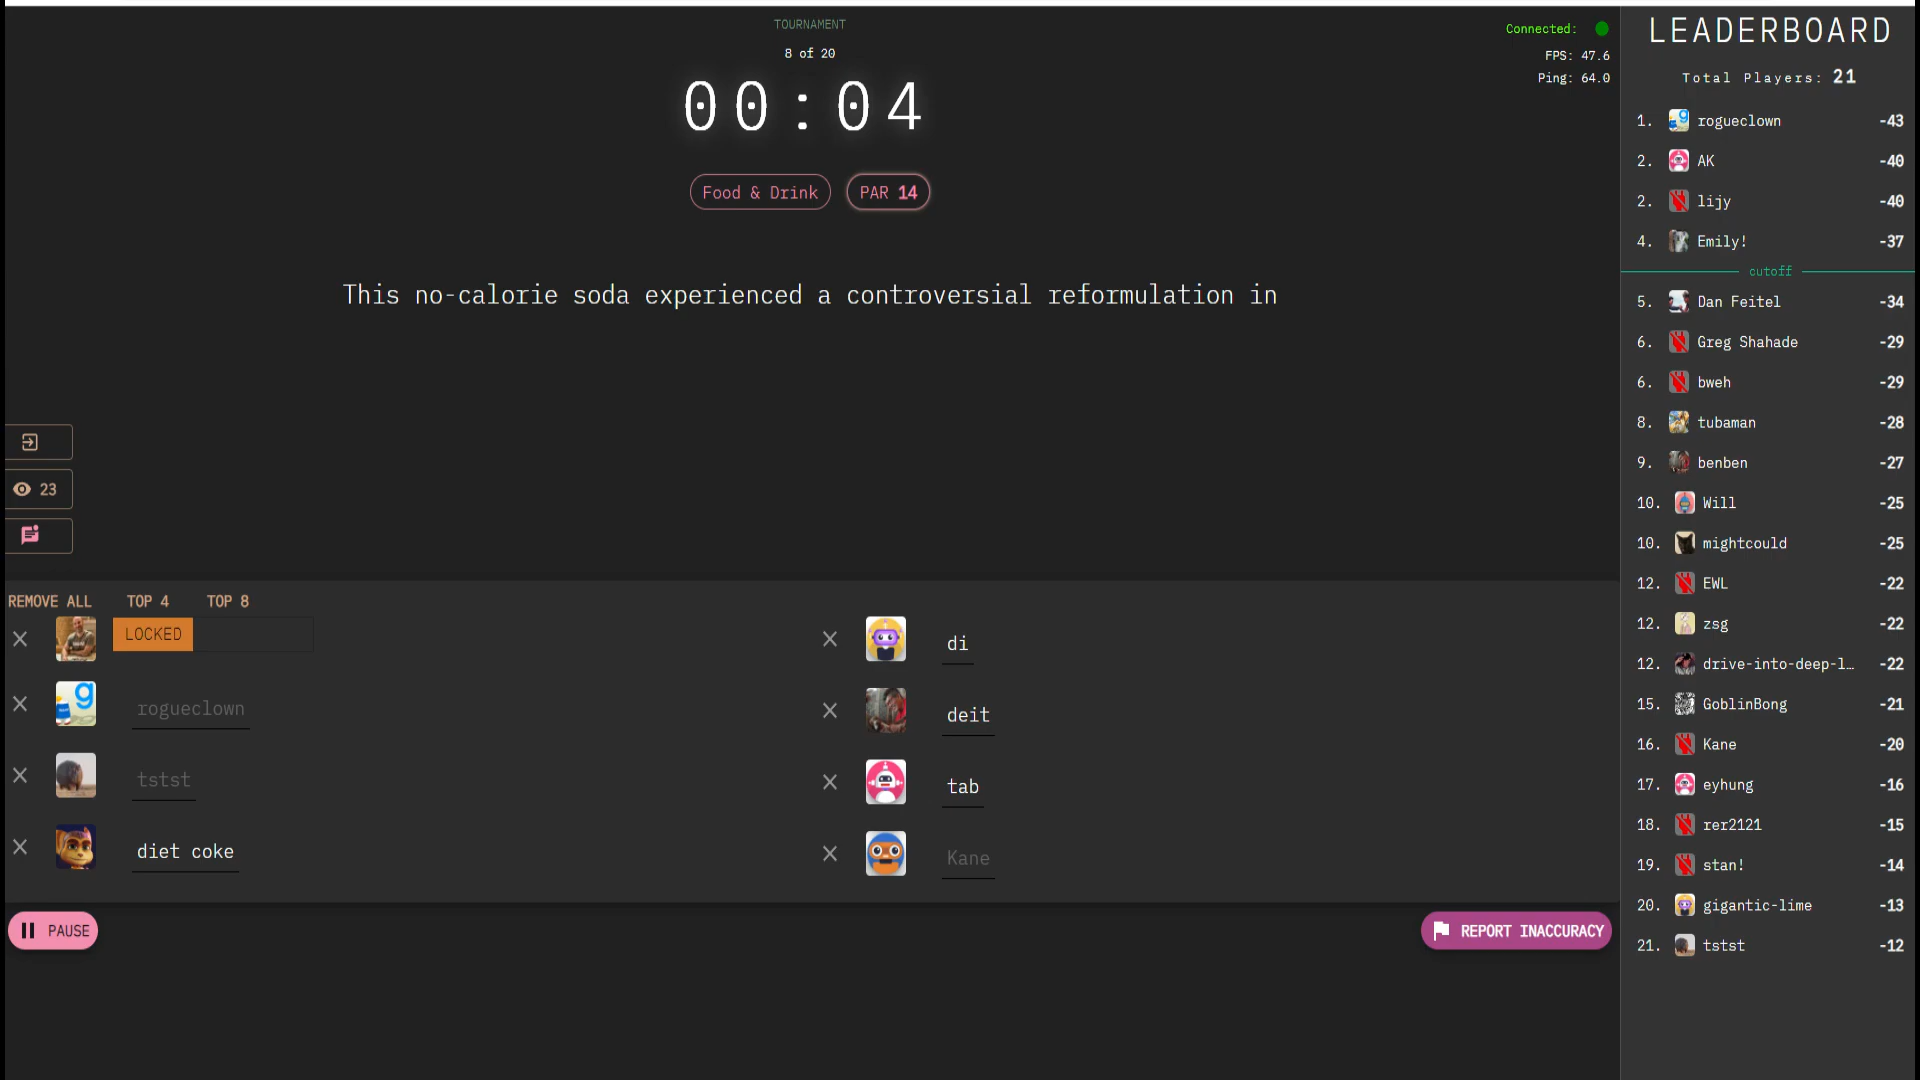 TOURNAMENT
8 of 20
00:04
Food & Drink
PAR 14
This no-calorie soda experienced a controversial reformulation in
Connected:
FPS: 47.6
Ping: 64.0
23
REMOVE ALL TOP 4 TOP 8
LOCKED
rogueclown
tstst
diet coke
di
deit
tab
Kane
PAUSE
REPORT INACCURACY
LEADERBOARD
Total Players: 21
1. rogueclown -43
2. AK -40
2. lijy -40
4. Emily! -37
cutoff
5. Dan Feitel -34
6. Greg Shahade -29
6. bweh -29
8. tubaman -28
9. benben -27
10. Will -25
10. mightcould -25
12. EWL -22
12. zsg -22
12. drive-into-deep-l… -22
15. GoblinBong -21
16. Kane -20
17. eyhung -16
18. rer2121 -15
19. stan! -14
20. gigantic-lime -13
21. tstst -12